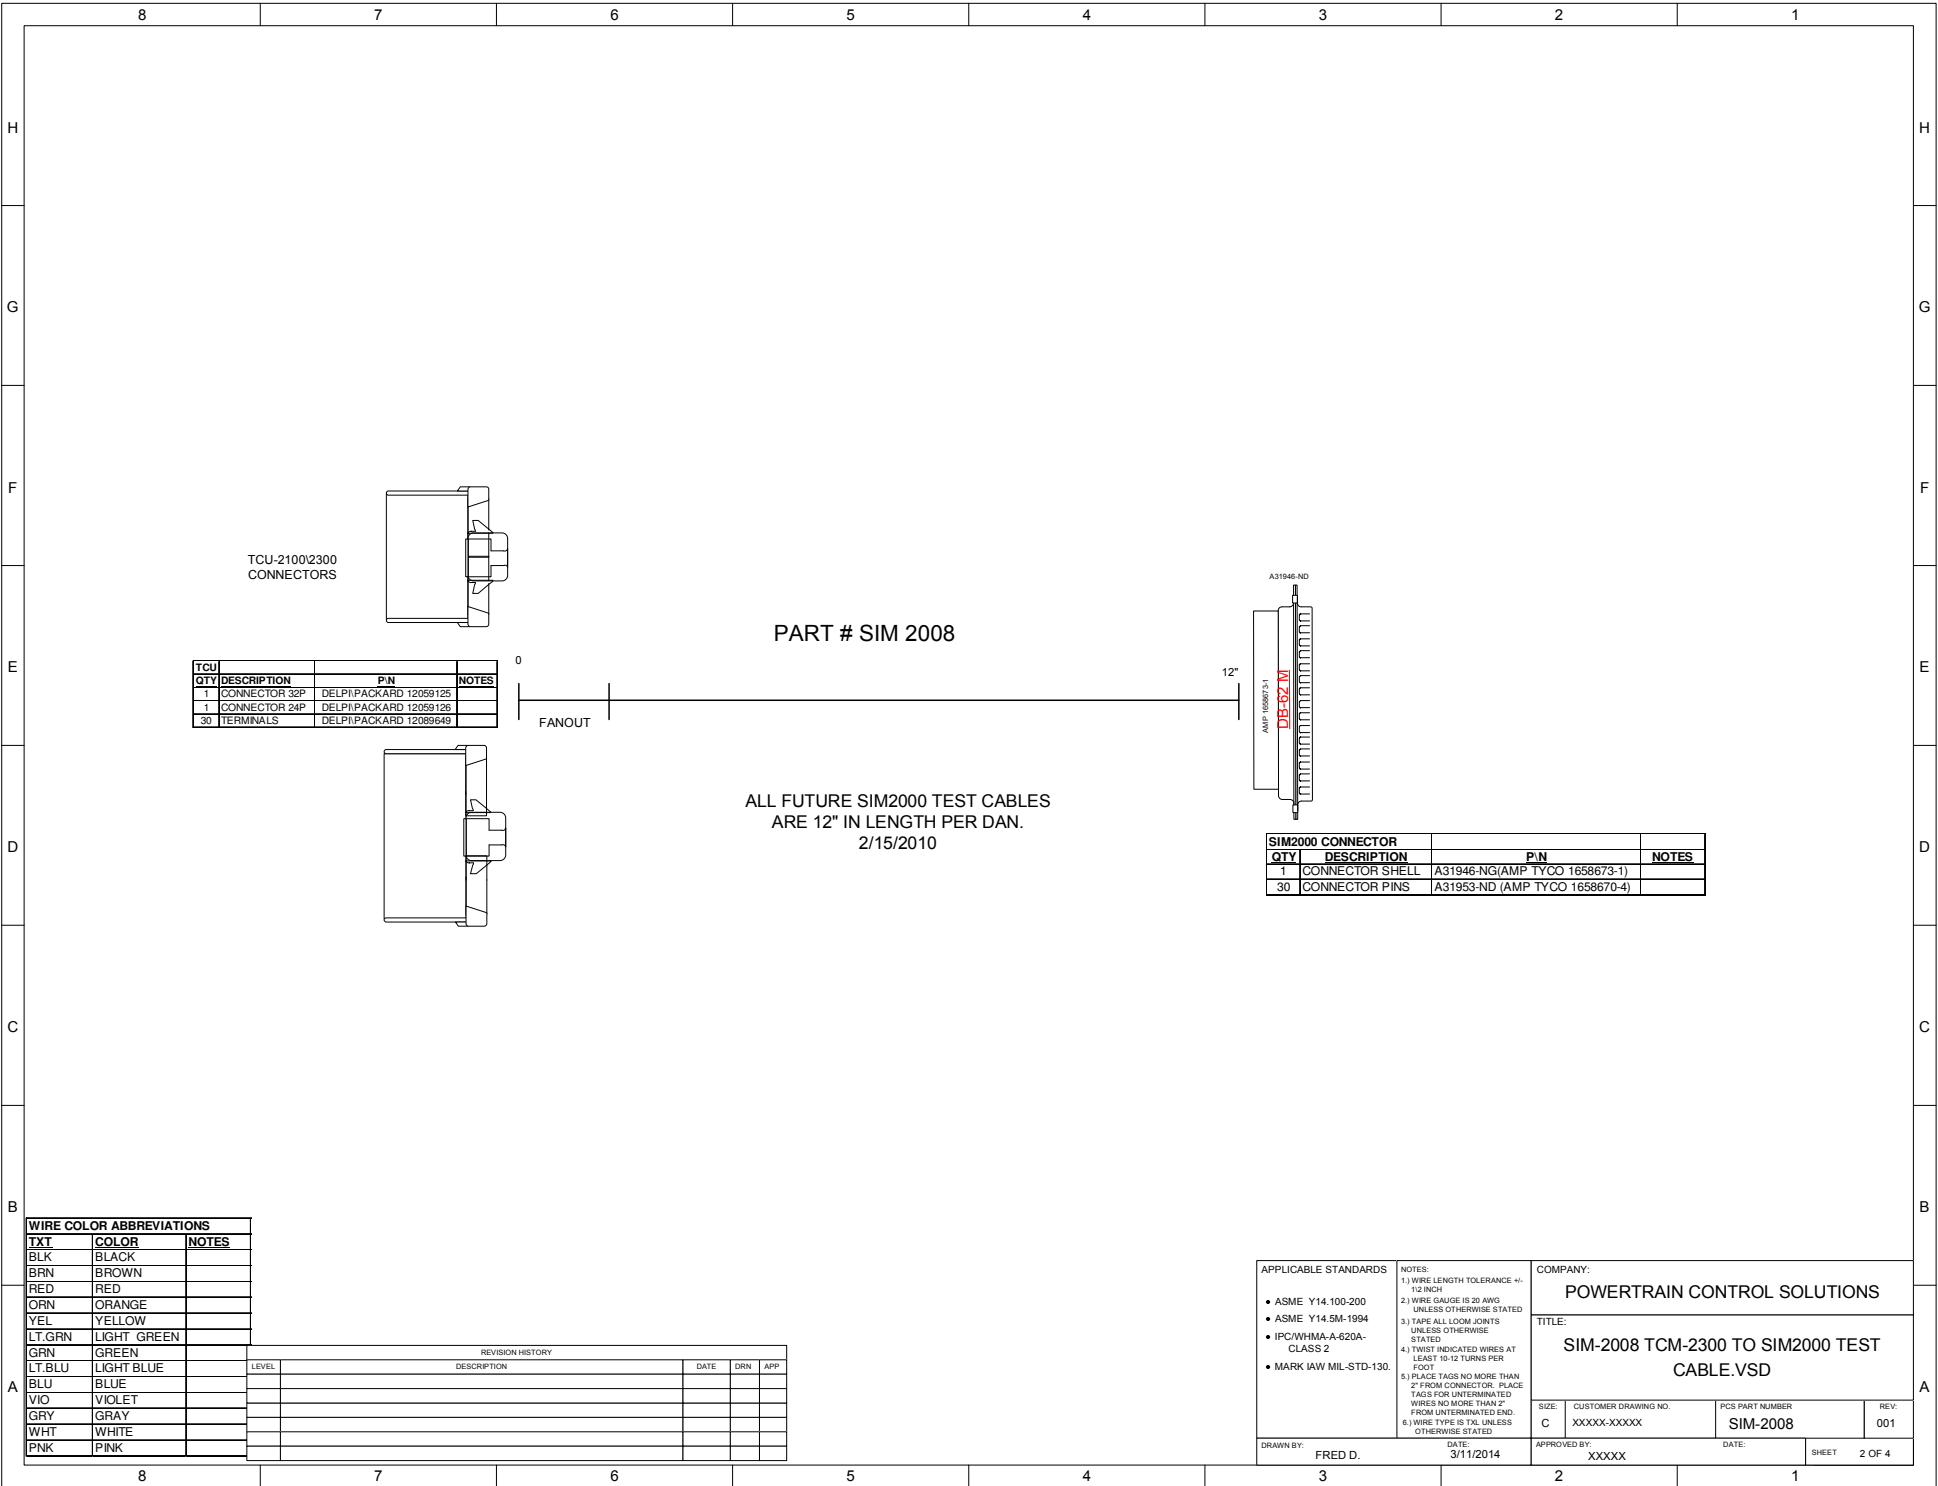 8 7 6 5 4 3 2 1
H H
G G
F F
E E
D D
C C
B B
A A
TCU-2100\2300
CONNECTORS
A31946-ND
PART # SIM 2008
TCU
QTY DESCRIPTION P\N NOTES
1 CONNECTOR 32P DELPI\PACKARD 12059125
1 CONNECTOR 24P DELPI\PACKARD 12059126
30 TERMINALS DELPI\PACKARD 12089649
0
FANOUT
12"
AMP 1658673-1
DB-62 M
ALL FUTURE SIM2000 TEST CABLES
ARE 12" IN LENGTH PER DAN.
2/15/2010
SIM2000 CONNECTOR
QTY DESCRIPTION P\N NOTES
1 CONNECTOR SHELL A31946-NG(AMP TYCO 1658673-1)
30 CONNECTOR PINS A31953-ND (AMP TYCO 1658670-4)
WIRE COLOR ABBREVIATIONS
TXT COLOR NOTES
BLK BLACK
BRN BROWN
RED RED
ORN ORANGE
YEL YELLOW
LT.GRN LIGHT GREEN
GRN GREEN
LT.BLU LIGHT BLUE
BLU BLUE
VIO VIOLET
GRY GRAY
WHT WHITE
PNK PINK
REVISION HISTORY
LEVEL DESCRIPTION DATE DRN APP
APPLICABLE STANDARDS
• ASME Y14.100-200
• ASME Y14.5M-1994
• IPC/WHMA-A-620A-
CLASS 2
• MARK IAW MIL-STD-130.
NOTES:
1.) WIRE LENGTH TOLERANCE +/-
1\2 INCH
2.) WIRE GAUGE IS 20 AWG
UNLESS OTHERWISE STATED
3.) TAPE ALL LOOM JOINTS
UNLESS OTHERWISE
STATED
4.) TWIST INDICATED WIRES AT
LEAST 10-12 TURNS PER
FOOT
5.) PLACE TAGS NO MORE THAN
2" FROM CONNECTOR. PLACE
TAGS FOR UNTERMINATED
WIRES NO MORE THAN 2"
FROM UNTERMINATED END.
6.) WIRE TYPE IS TXL UNLESS
OTHERWISE STATED
COMPANY:
POWERTRAIN CONTROL SOLUTIONS
TITLE:
SIM-2008 TCM-2300 TO SIM2000 TEST
CABLE.VSD
SIZE: CUSTOMER DRAWING NO. PCS PART NUMBER REV:
C XXXXX-XXXXX SIM-2008 001
DRAWN BY: DATE: APPROVED BY: DATE:
FRED D. 3/11/2014 XXXXX SHEET 2 OF 4
8 7 6 5 4 3 2 1